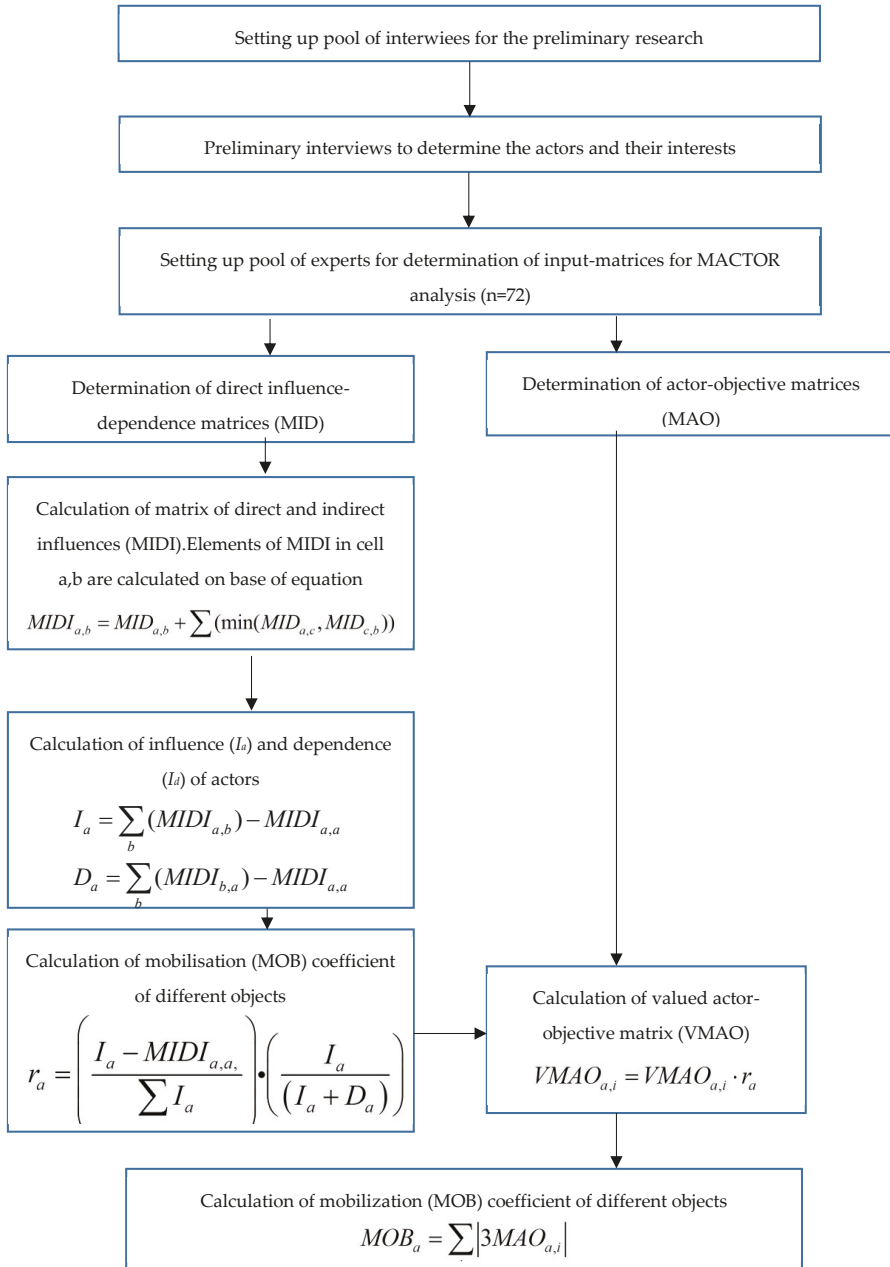 Setting up pool of interwiees for the preliminary research
Preliminary interviews to determine the actors and their interests
Setting up pool of experts for determination of input-matrices for MACTOR
analysis (n=72)
Determination of direct influence-
dependence matrices (MID)
Determination of actor-objective matrices
(MAO)
Calculation of matrix of direct and indirect
influences (MIDI).Elements of MIDI in cell
a,b are calculated on base of equation
MIDI_{a,b} = MID_{a,b} + ∑(min(MID_{a,c}, MID_{c,b}))
Calculation of influence (I_a) and dependence
(I_d) of actors
I_a = ∑_b (MIDI_{a,b}) − MIDI_{a,a}
D_a = ∑_b (MIDI_{b,a}) − MIDI_{a,a}
Calculation of mobilisation (MOB) coefficient
of different objects
r_a = ((I_a − MIDI_{a,a,}) / ∑ I_a) • (I_a / (I_a + D_a))
Calculation of valued actor-
objective matrix (VMAO)
VMAO_{a,i} = VMAO_{a,i} · r_a
Calculation of mobilization (MOB) coefficient of different objects
MOB_a = ∑ |3MAO_{a,i}|